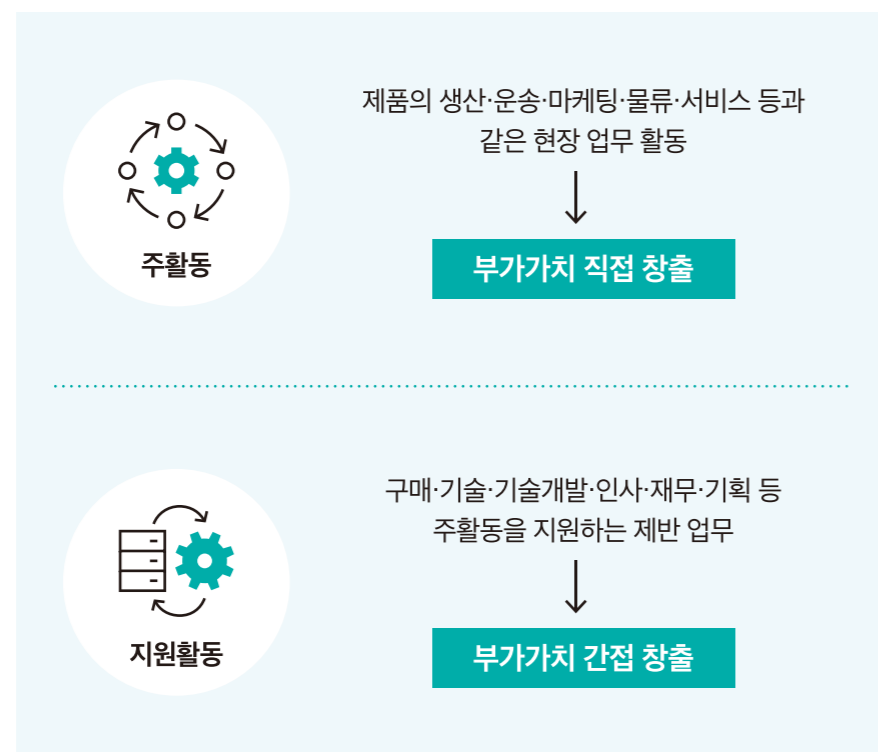 제품의 생산·운송·마케팅·물류·서비스 등과
같은 현장 업무 활동
주활동
부가가치 직접 창출
구매·기술·기술개발·인사·재무·기획 등
주활동을 지원하는 제반 업무
지원활동
부가가치 간접 창출